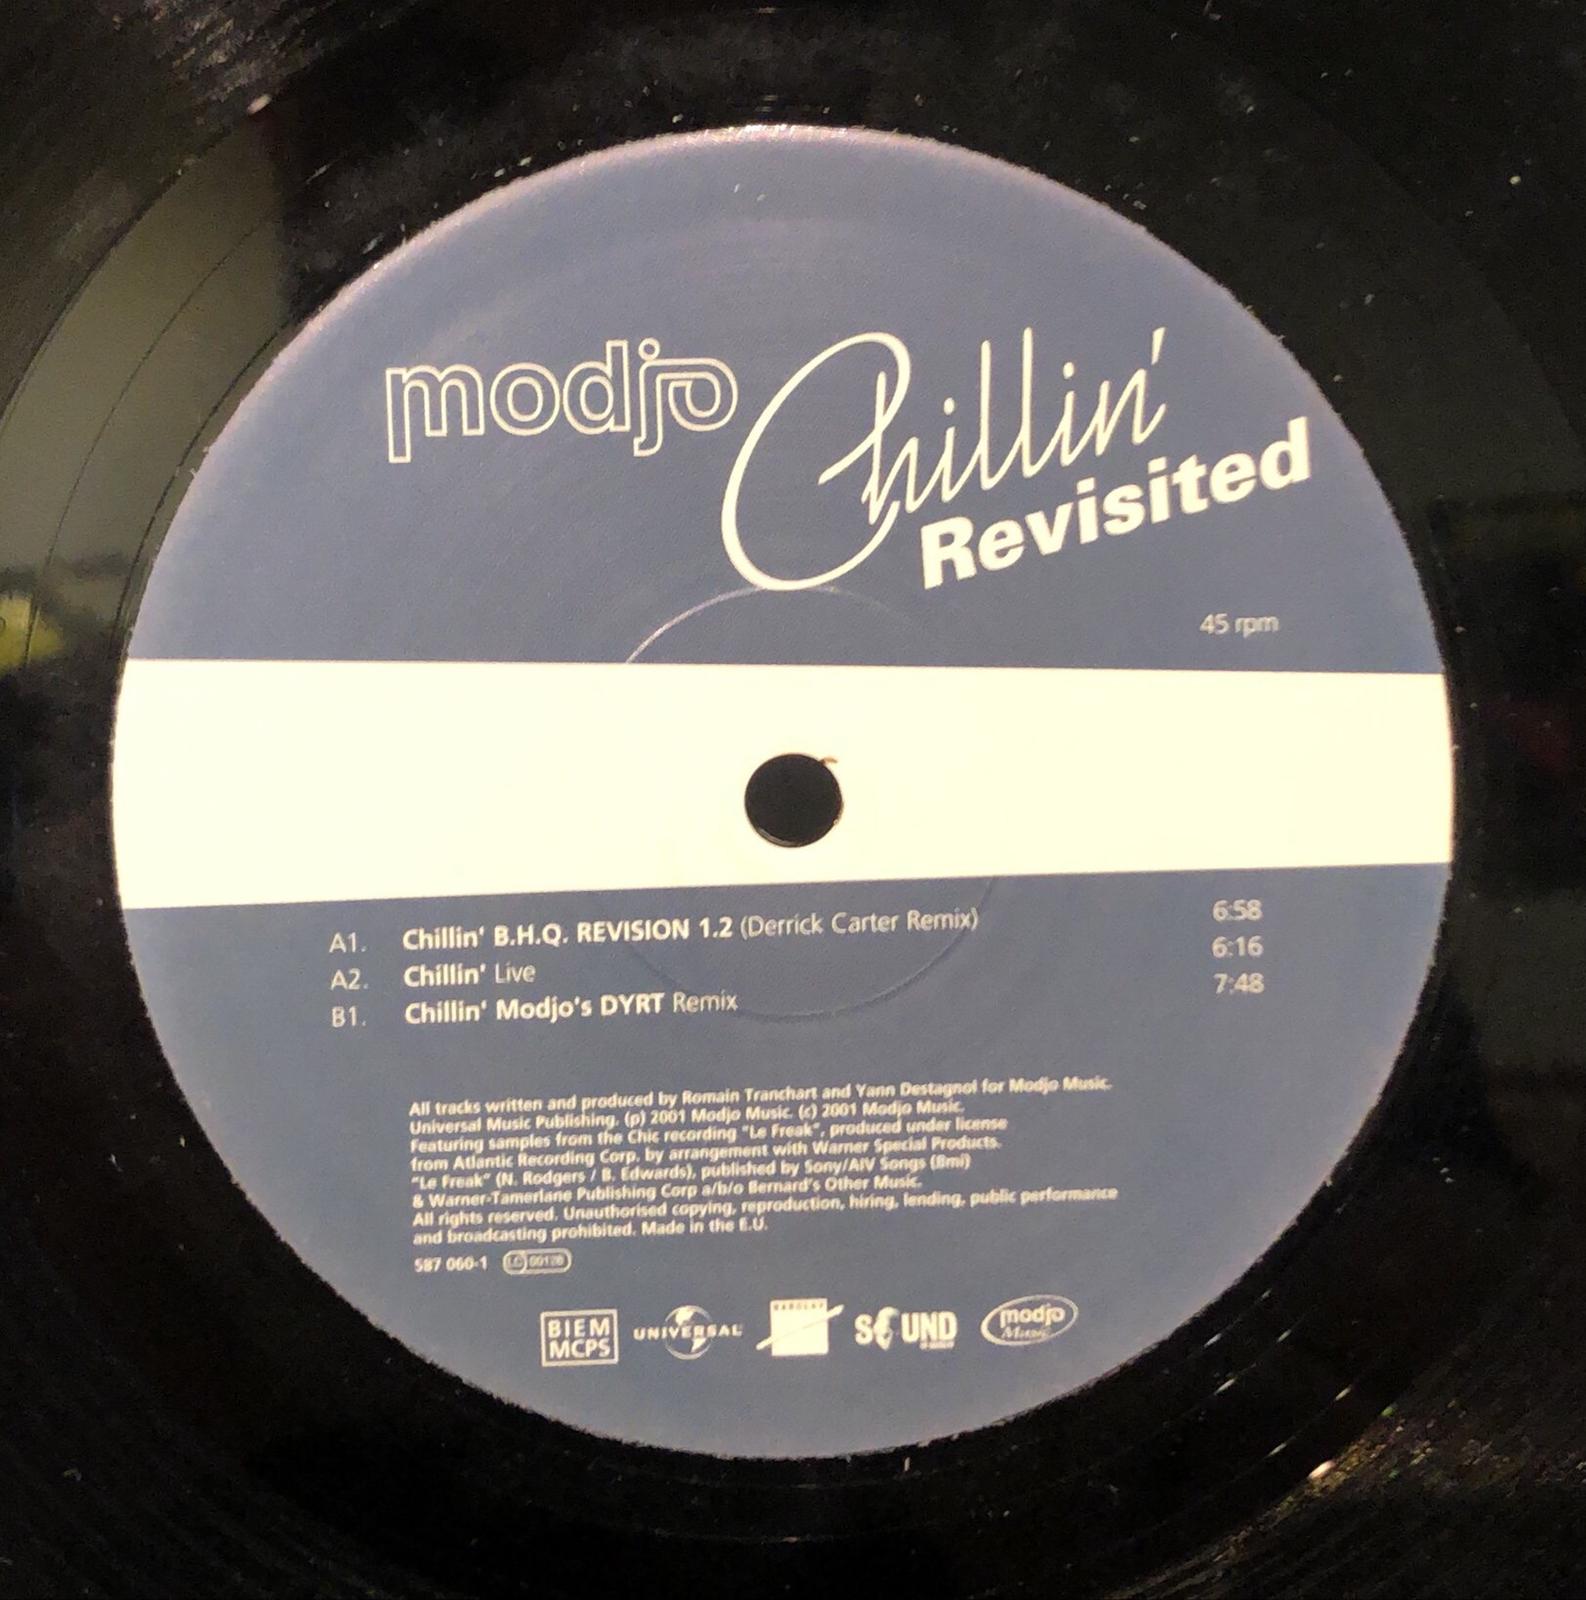 modjo Chillin'
Revisited
45 rpm
A1. Chillin' B.H.Q. REVISION 1.2 (Derrick Carter Remix) 6:58
A2. Chillin' Live 6:16
B1. Chillin' Modjo's DYRT Remix 7:48
All tracks written and produced by Romain Tranchart and Yann Destagnol for Modjo Music.
Universal Music Publishing. (p) 2001 Modjo Music. (c) 2001 Modjo Music.
Featuring samples from the Chic recording "Le Freak", produced under license
from Atlantic Recording Corp. by arrangement with Warner Special Products.
"Le Freak" (N. Rodgers / B. Edwards), published by Sony/AIV Songs (Bmi)
& Warner-Tamerlane Publishing Corp a/b/o Bernard's Other Music.
All rights reserved. Unauthorised copying, reproduction, hiring, lending, public performance
and broadcasting prohibited. Made in the E.U.
587 060-1 LC 00126
BIEM
MCPS
UNIVERSAL
BARCLAY
SOUND
modjo
Music